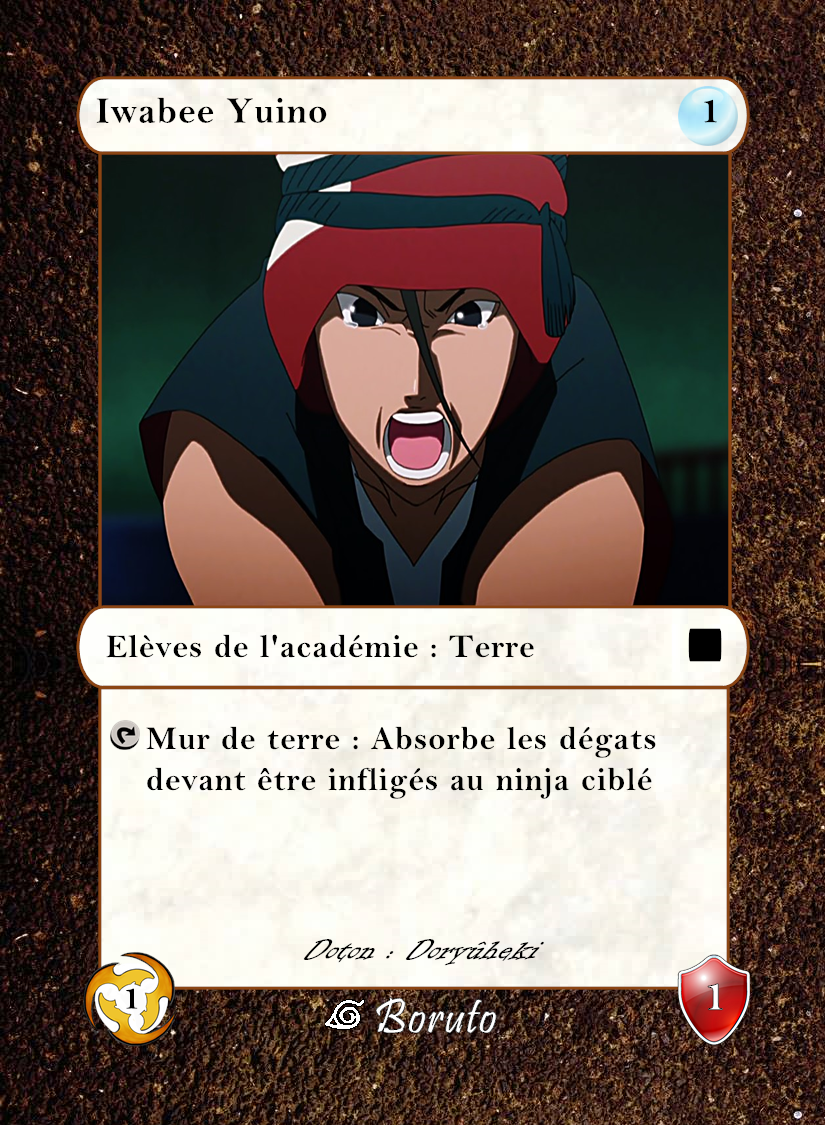 Iwabee Yuino
1
Elèves de l'académie : Terre
Mur de terre : Absorbe les dégats
devant être infligés au ninja ciblé
Doton : Doryûheki
1
Boruto
1